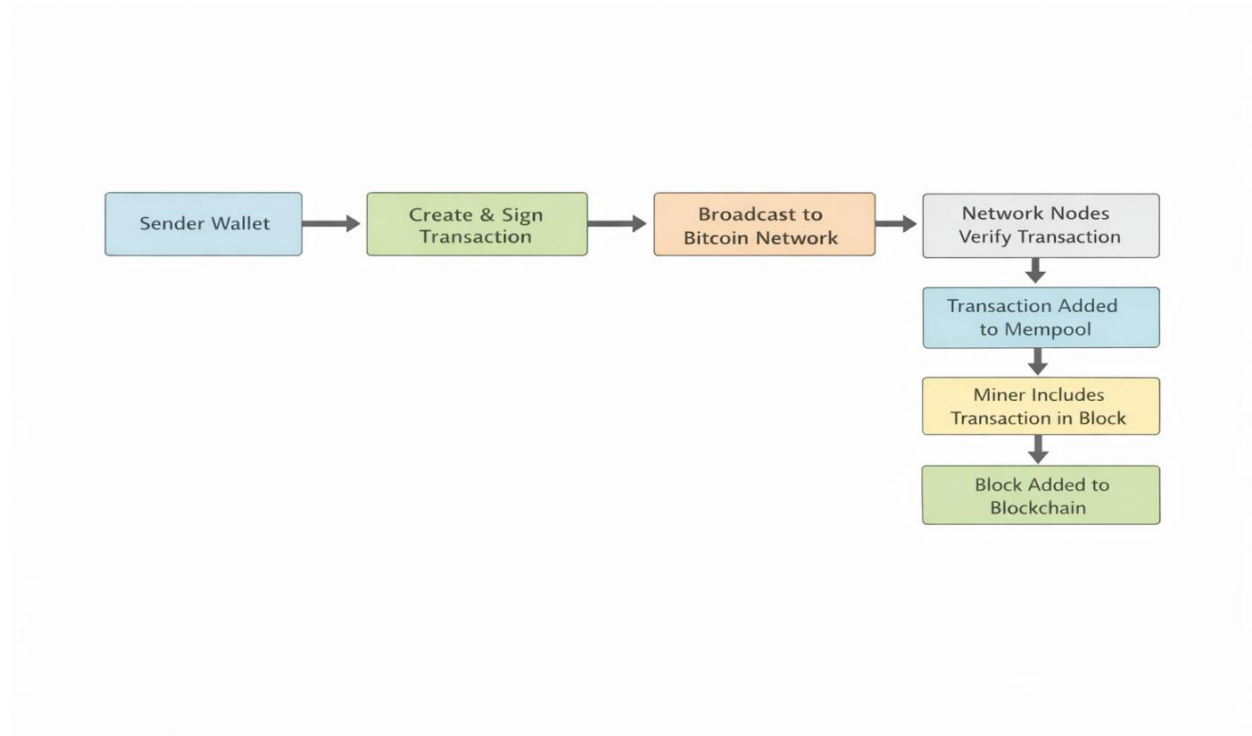 Sender Wallet
Create & Sign
Transaction
Broadcast to
Bitcoin Network
Network Nodes
Verify Transaction
Transaction Added
to Mempool
Miner Includes
Transaction in Block
Block Added to
Blockchain